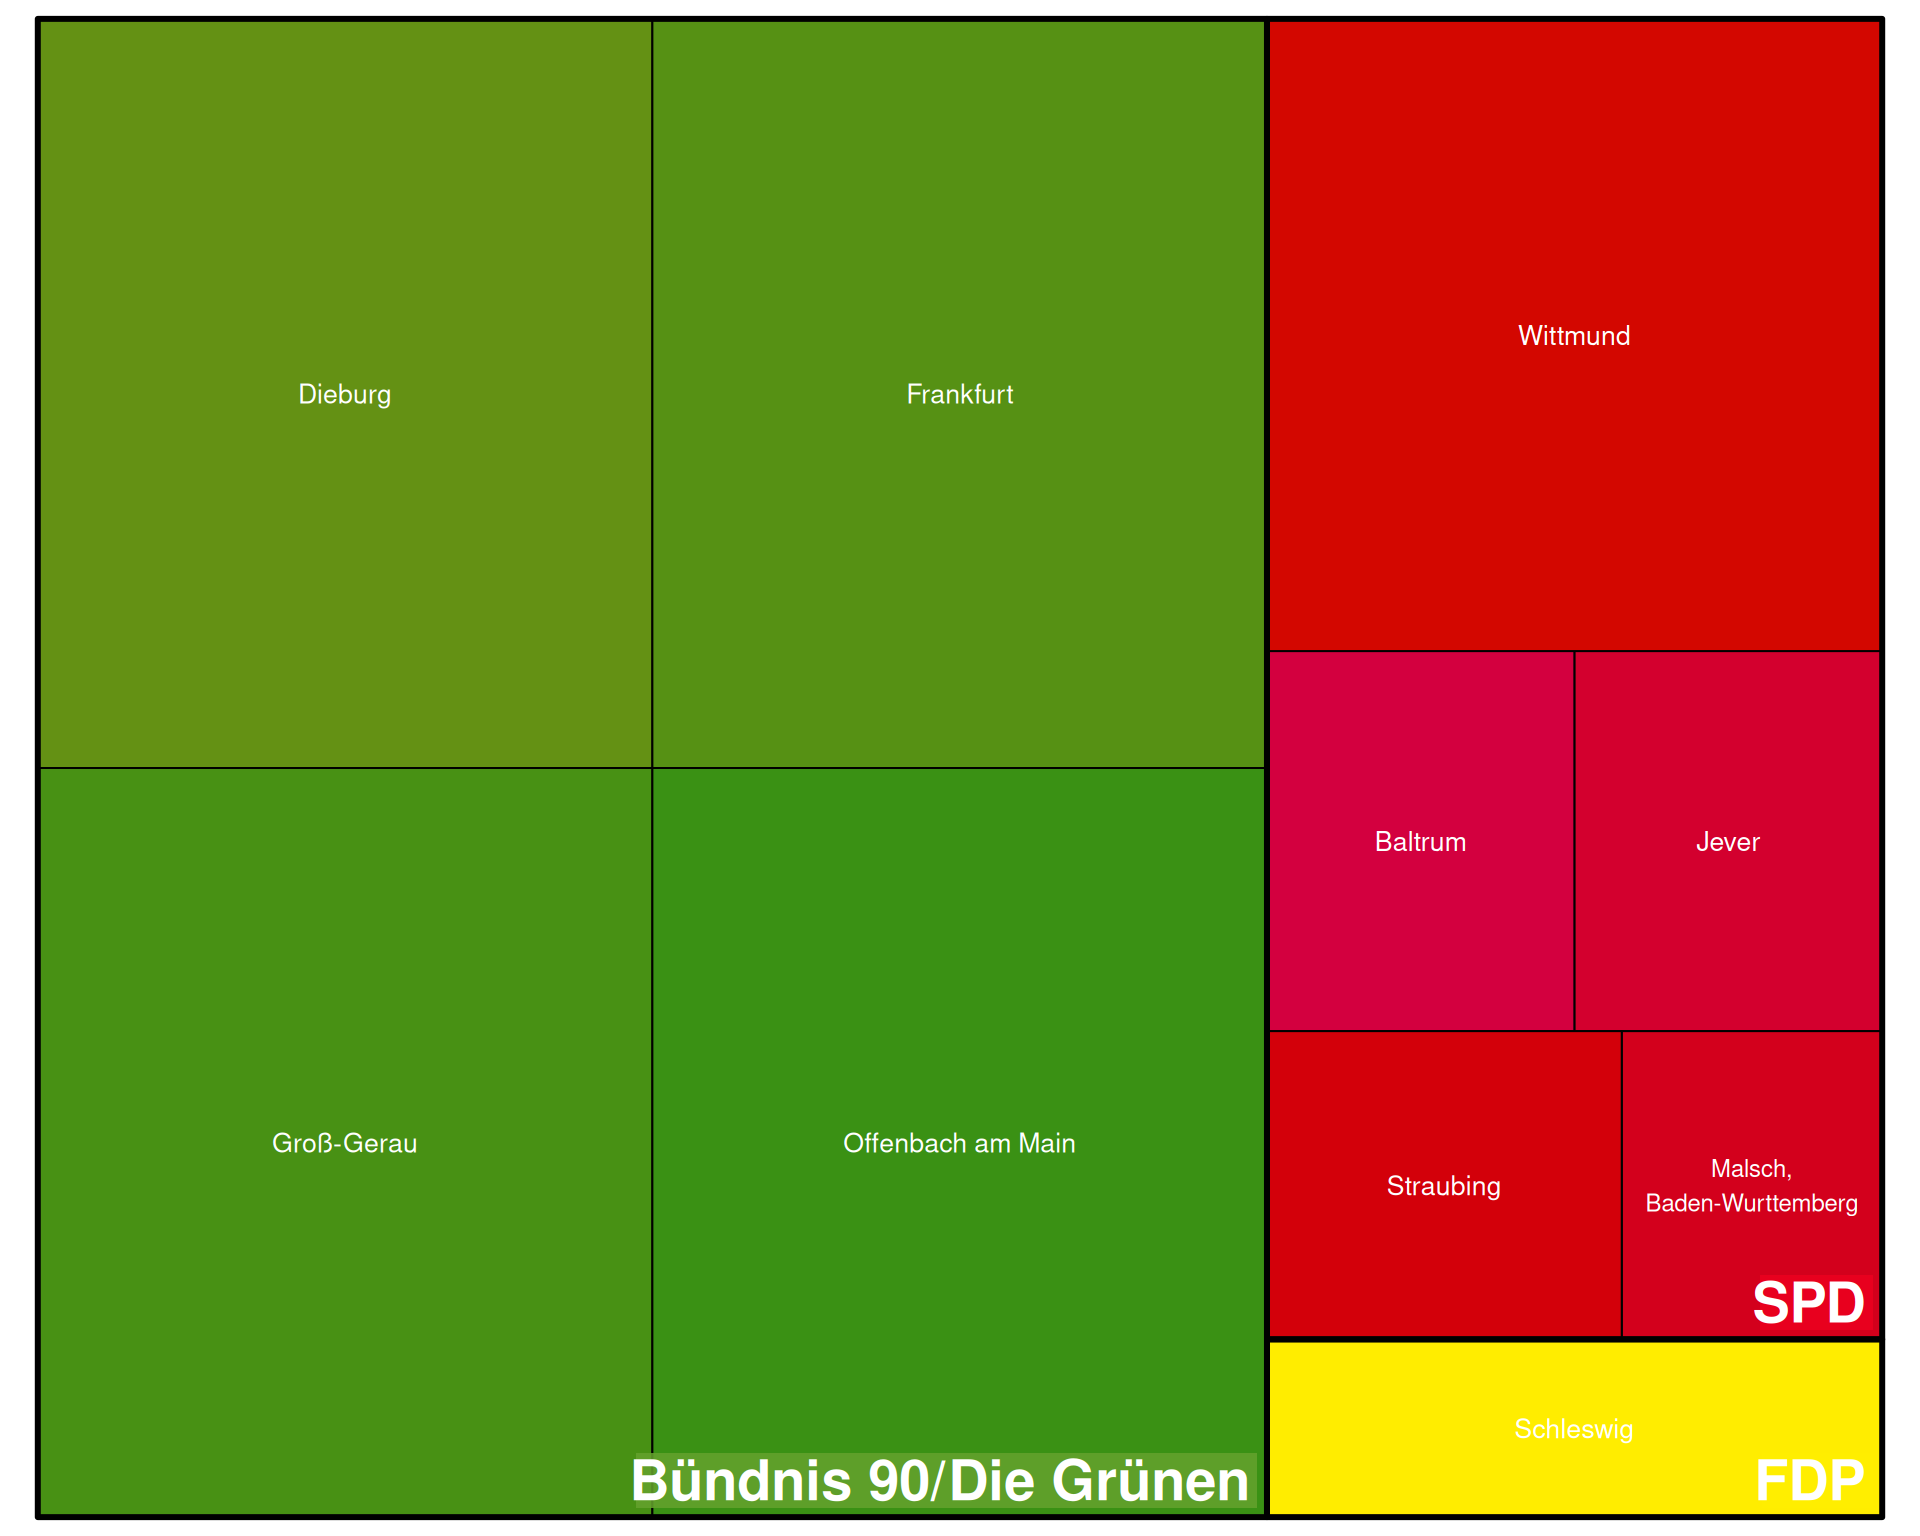 Dieburg
Frankfurt
Wittmund
Baltrum
Jever
Groß-Gerau
Offenbach am Main
Straubing
Malsch,
Baden-Wurttemberg
SPD
Schleswig
Bündnis 90/Die Grünen
FDP